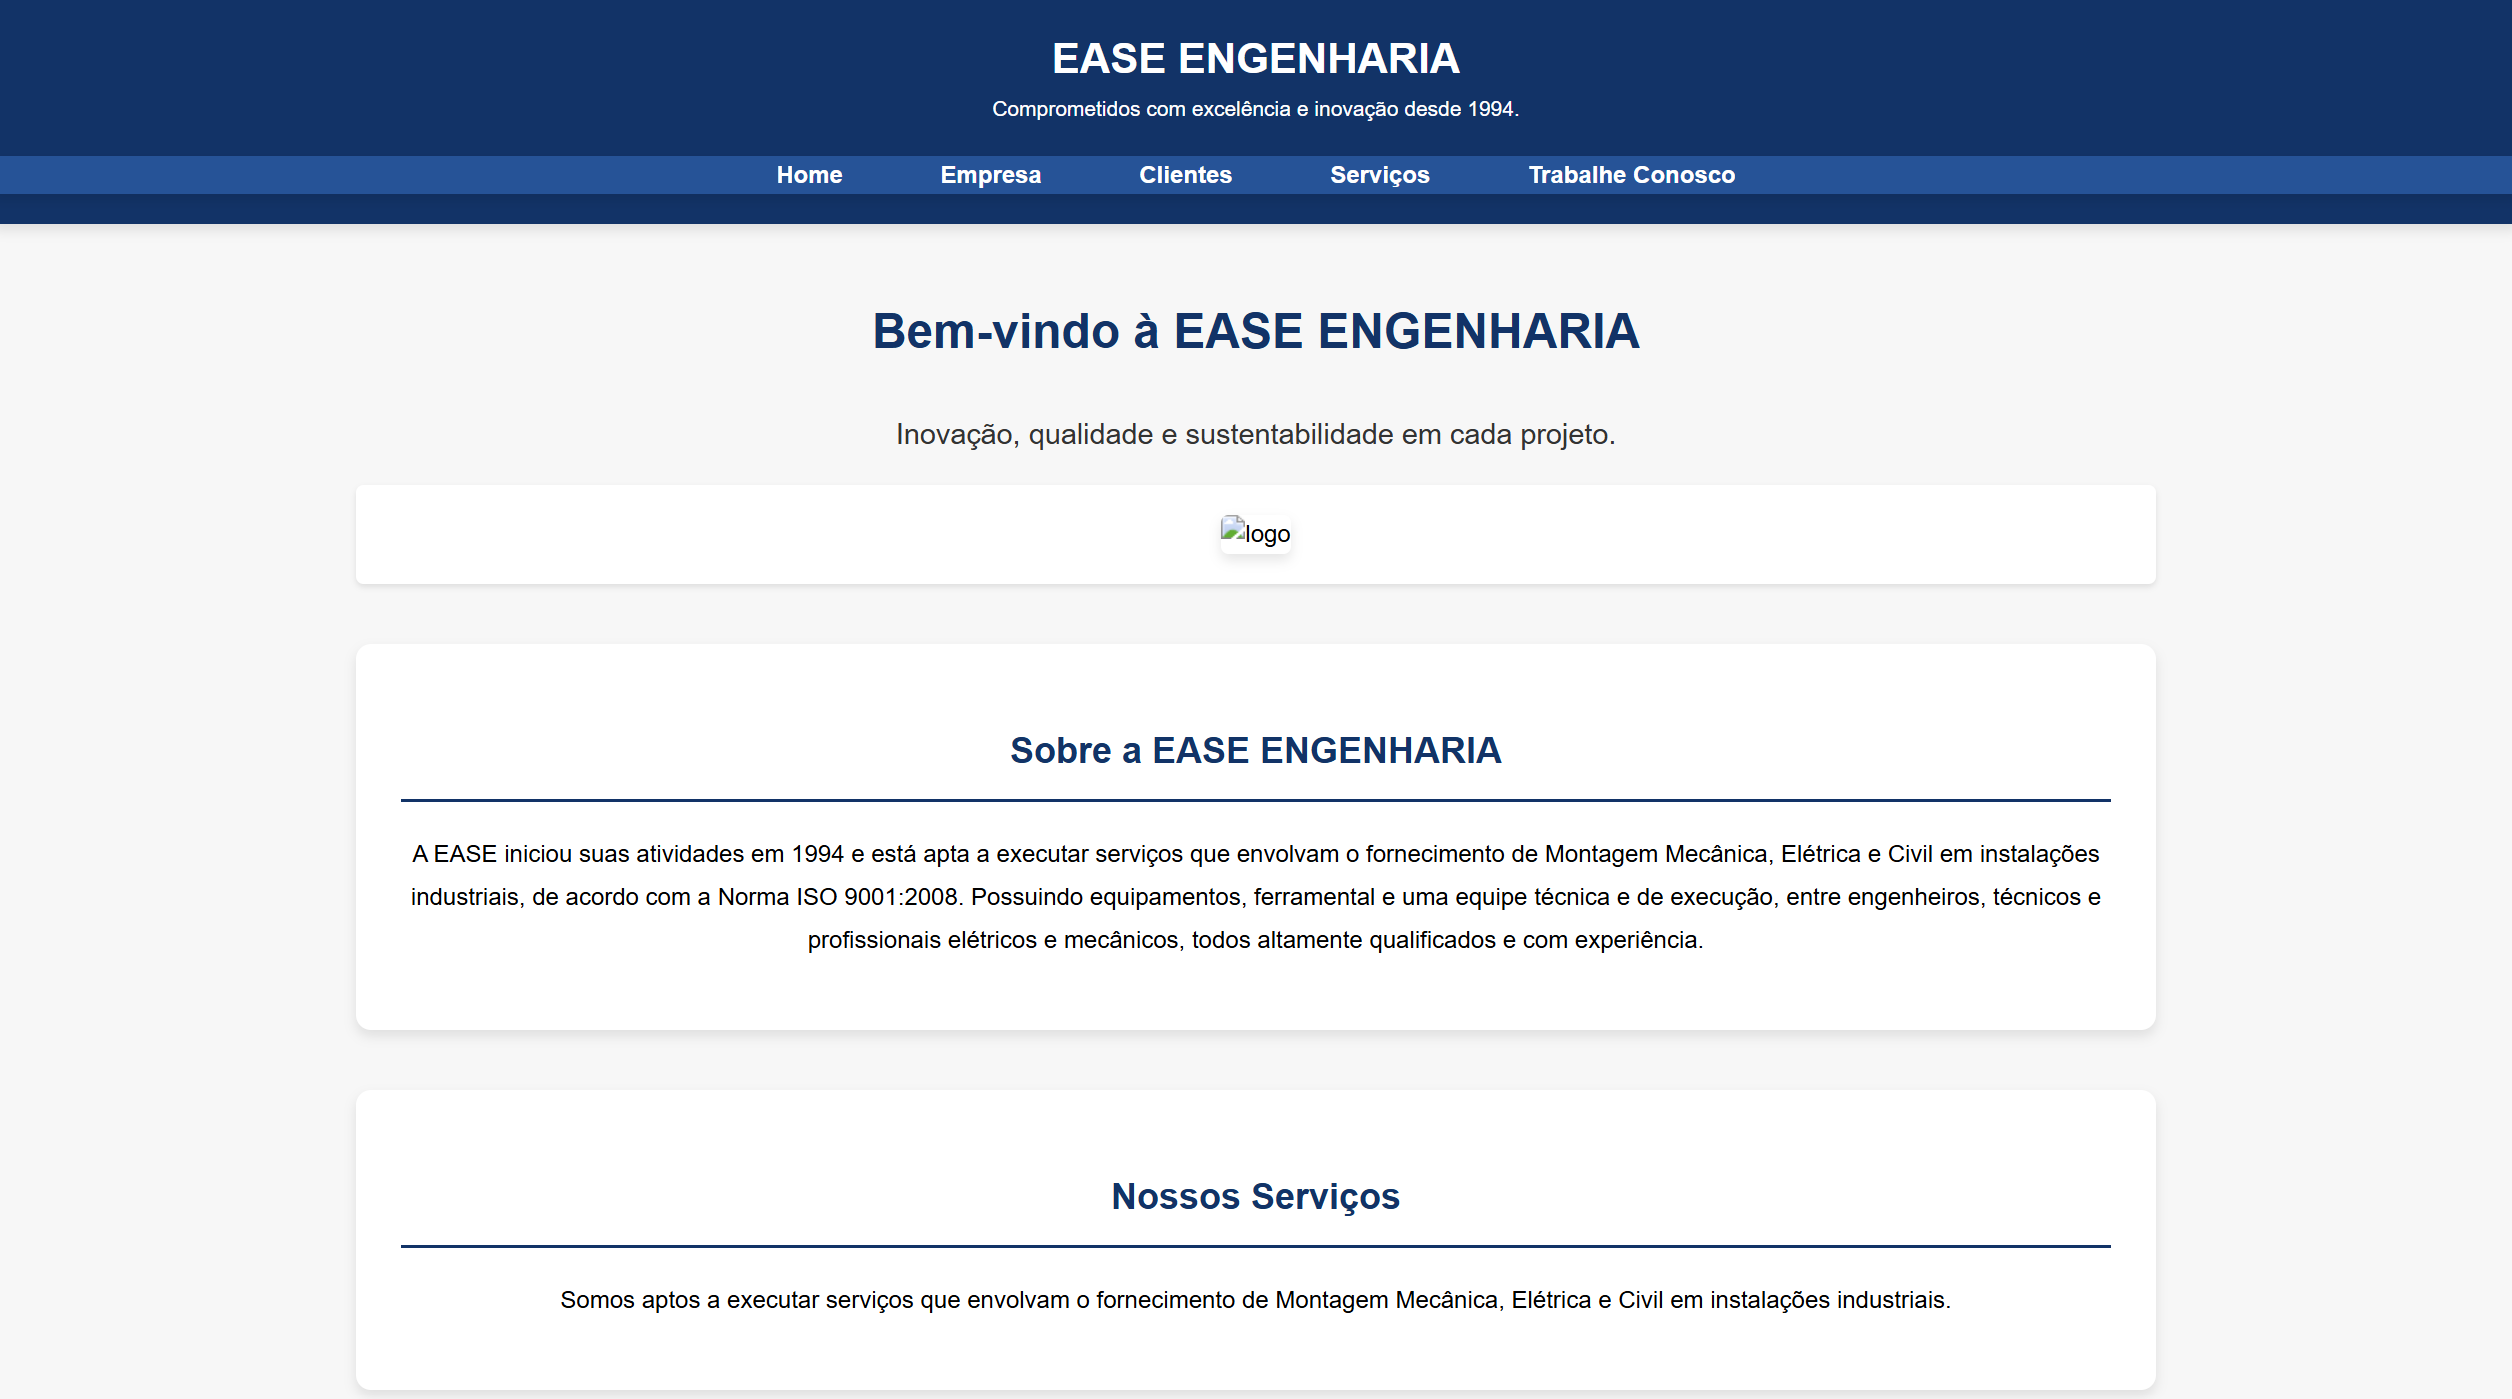 EASE ENGENHARIA
Comprometidos com excelência e inovação desde 1994.
Home Empresa Clientes Serviços Trabalhe Conosco
Bem-vindo à EASE ENGENHARIA
Inovação, qualidade e sustentabilidade em cada projeto.
logo
Sobre a EASE ENGENHARIA
A EASE iniciou suas atividades em 1994 e está apta a executar serviços que envolvam o fornecimento de Montagem Mecânica, Elétrica e Civil em instalações
industriais, de acordo com a Norma ISO 9001:2008. Possuindo equipamentos, ferramental e uma equipe técnica e de execução, entre engenheiros, técnicos e
profissionais elétricos e mecânicos, todos altamente qualificados e com experiência.
Nossos Serviços
Somos aptos a executar serviços que envolvam o fornecimento de Montagem Mecânica, Elétrica e Civil em instalações industriais.